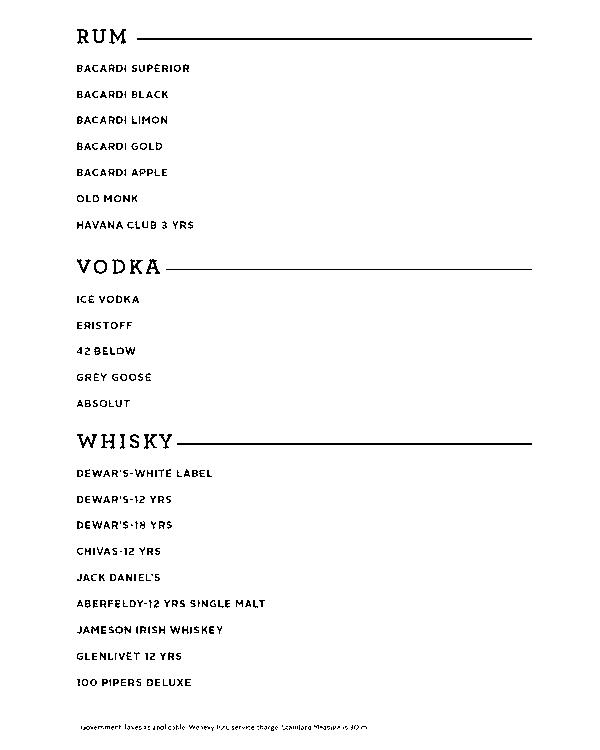 RUM
BACARDI SUPERIOR
BACARDI BLACK
BACARDI LIMON
BACARDI GOLD
BACARDI APPLE
OLD MONK
HAVANA CLUB 3 YRS
VODKA
ICE VODKA
ERISTOFF
42 BELOW
GREY GOOSE
ABSOLUT
WHISKY
DEWAR'S-WHITE LABEL
DEWAR'S-12 YRS
DEWAR'S-18 YRS
CHIVAS-12 YRS
JACK DANIEL'S
ABERFELDY-12 YRS SINGLE MALT
JAMESON IRISH WHISKEY
GLENLIVET 12 YRS
100 PIPERS DELUXE
Government taxes as applicable. We levy service charge. Standard Measure is 30 m